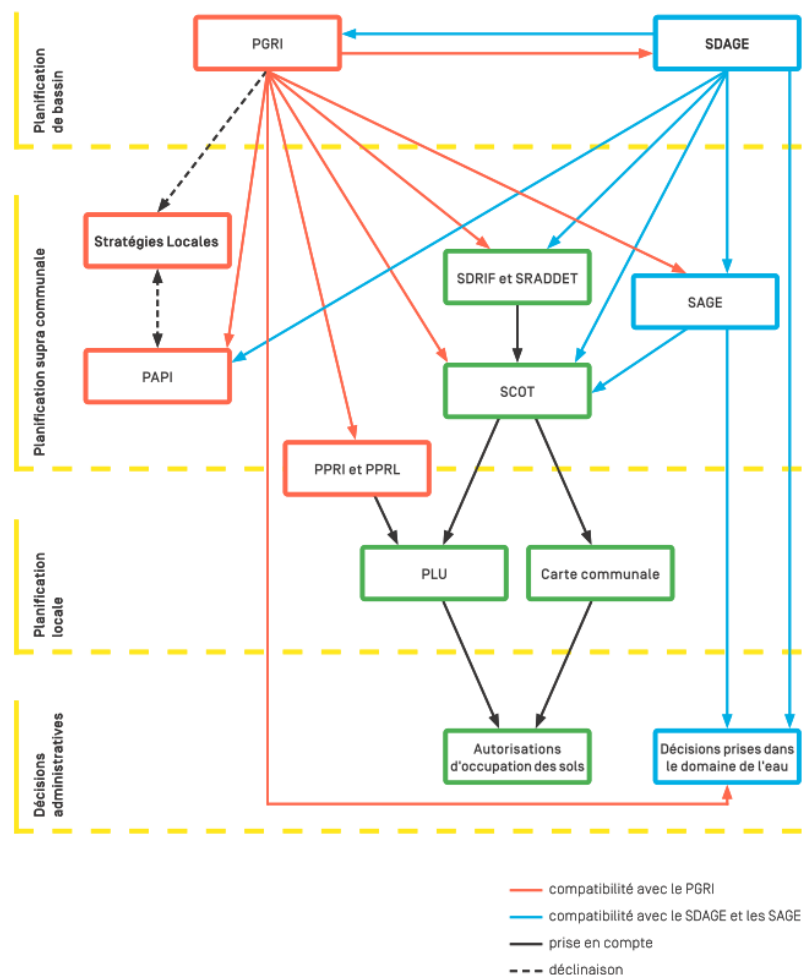 Planification
de bassin
PGRI
SDAGE
Planification supra communale
Stratégies Locales
SDRIF et SRADDET
SAGE
PAPI
SCOT
PPRI et PPRL
Planification
locale
PLU
Carte communale
Décisions
administratives
Autorisations
d'occupation des sols
Décisions prises dans
le domaine de l'eau
compatibilité avec le PGRI
compatibilité avec le SDAGE et les SAGE
prise en compte
déclinaison